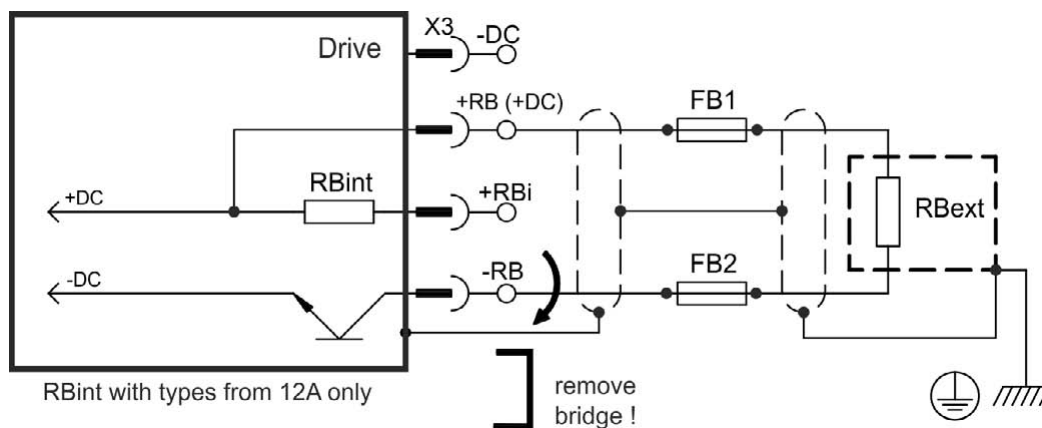 X3
-DC
Drive
+RB (+DC)
FB1
+DC
RBint
+RBi
RBext
-DC
-RB
FB2
RBint with types from 12A only
remove
bridge !